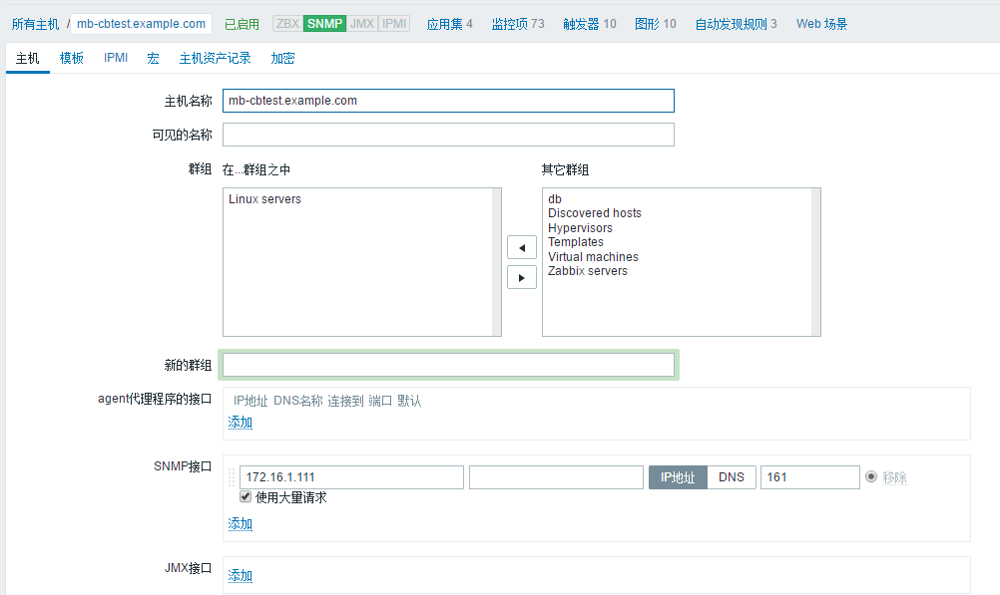 所有主机 / mb-cbtest.example.com 已启用 ZBX SNMP JMX IPMI 应用集 4 监控项 73 触发器 10 图形 10 自动发现规则 3 Web 场景
主机 模板 IPMI 宏 主机资产记录 加密
主机名称 mb-cbtest.example.com
可见的名称
群组 在...群组之中 其它群组
Linux servers db
Discovered hosts
Hypervisors
Templates
Virtual machines
Zabbix servers
新的群组
agent代理程序的接口 IP地址 DNS名称 连接到 端口 默认
添加
SNMP接口 172.16.1.111 IP地址 DNS 161 移除
使用大量请求
添加
JMX接口 添加